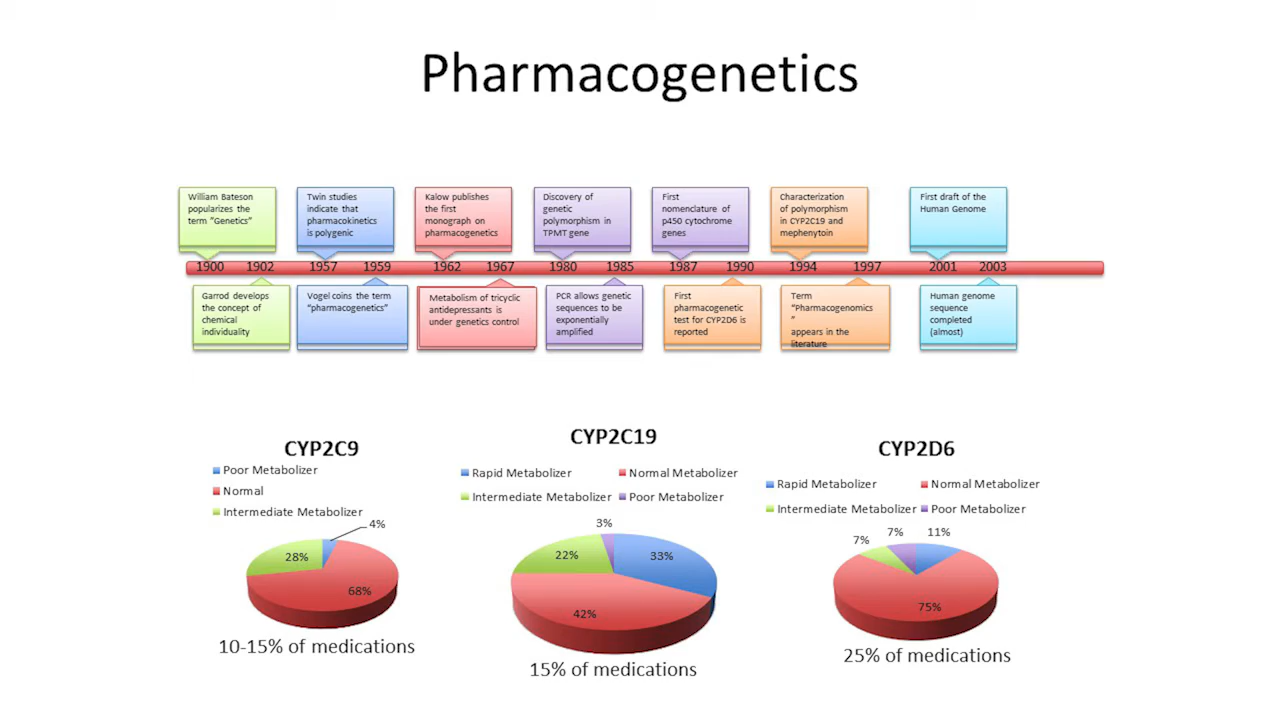 Pharmacogenetics
William Bateson
popularizes the
term "Genetics"
Twin studies
indicate that
pharmacokinetics
is polygenic
Kalow publishes
the first
monograph on
pharmacogenetics
Discovery of
genetic
polymorphism in
TPMT gene
First
nomenclature of
p450 cytochrome
genes
Characterization
of polymorphism
in CYP2C19 and
mephenytoin
First draft of the
Human Genome
1900 1902 1957 1959 1962 1967 1980 1985 1987 1990 1994 1997 2001 2003
Garrod develops
the concept of
chemical
individuality
Vogel coins the term
"pharmacogenetics"
Metabolism of tricyclic
antidepressants is
under genetics control
PCR allows genetic
sequences to be
exponentially
amplified
First
pharmacogenetic
test for CYP2D6 is
reported
Term
"Pharmacogenomics
"
appears in the
literature
Human genome
sequence
completed
(almost)
CYP2C9
Poor Metabolizer
Normal
Intermediate Metabolizer
4%
28%
68%
10-15% of medications
CYP2C19
Rapid Metabolizer Normal Metabolizer
Intermediate Metabolizer Poor Metabolizer
3%
22% 33%
42%
15% of medications
CYP2D6
Rapid Metabolizer Normal Metabolizer
Intermediate Metabolizer Poor Metabolizer
7% 7% 11%
75%
25% of medications